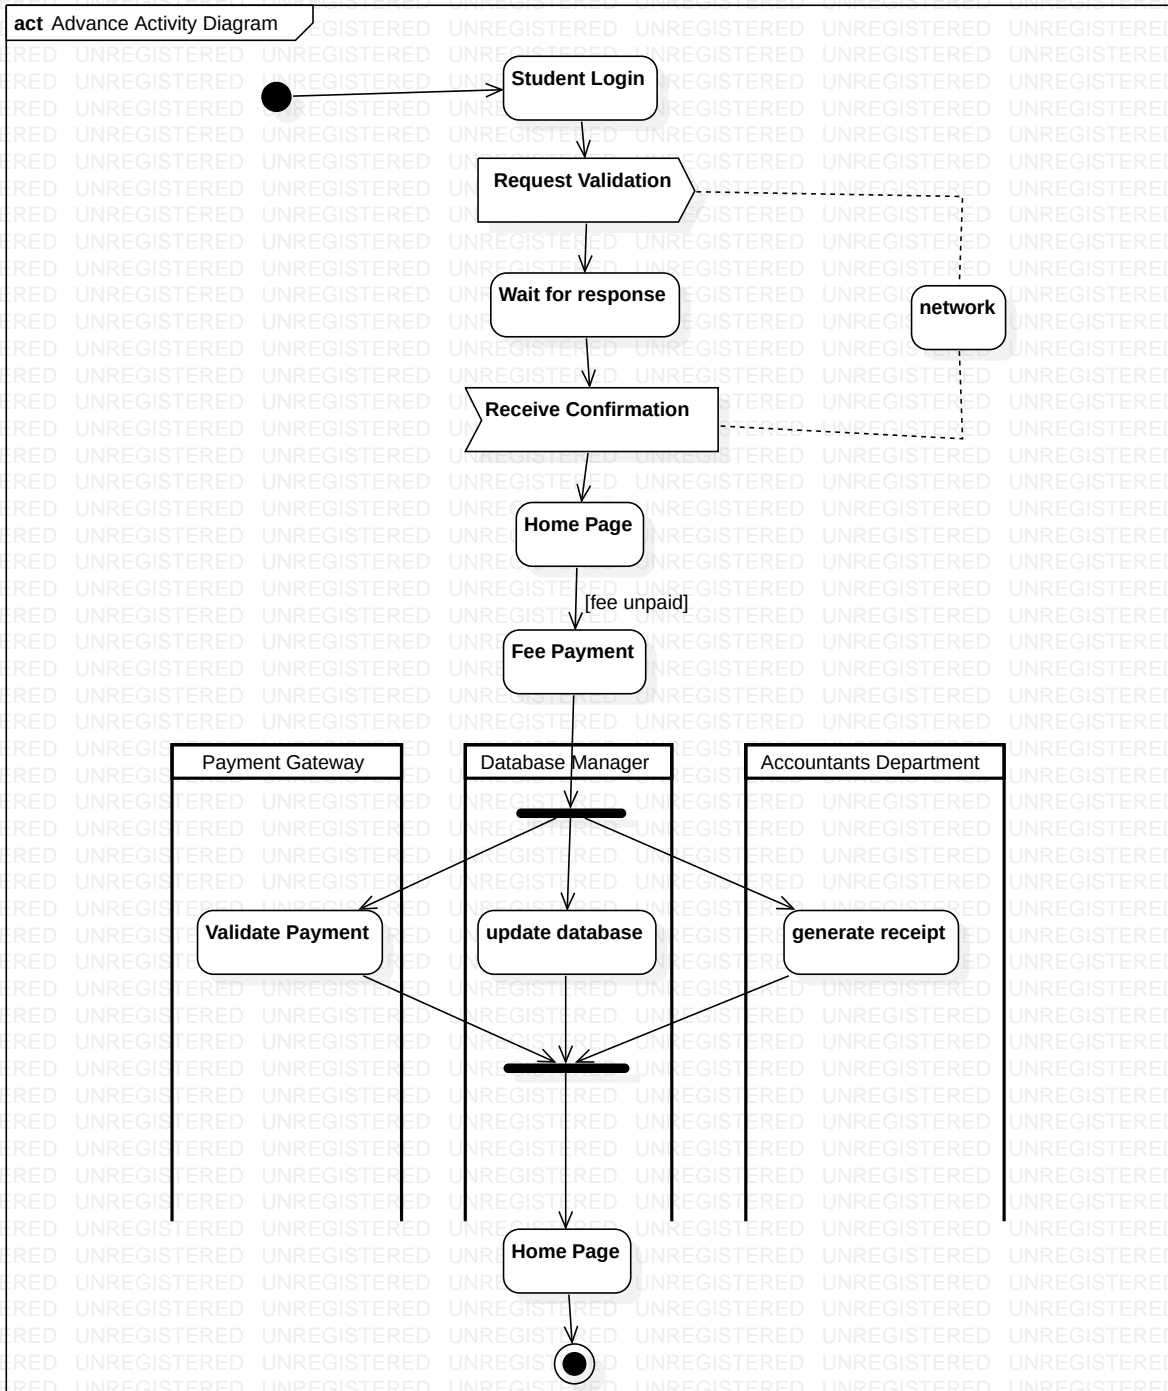 act Advance Activity Diagram
Student Login
Request Validation
Wait for response
network
Receive Confirmation
Home Page
[fee unpaid]
Fee Payment
Payment Gateway
Database Manager
Accountants Department
Validate Payment
update database
generate receipt
Home Page
UNREGISTERED